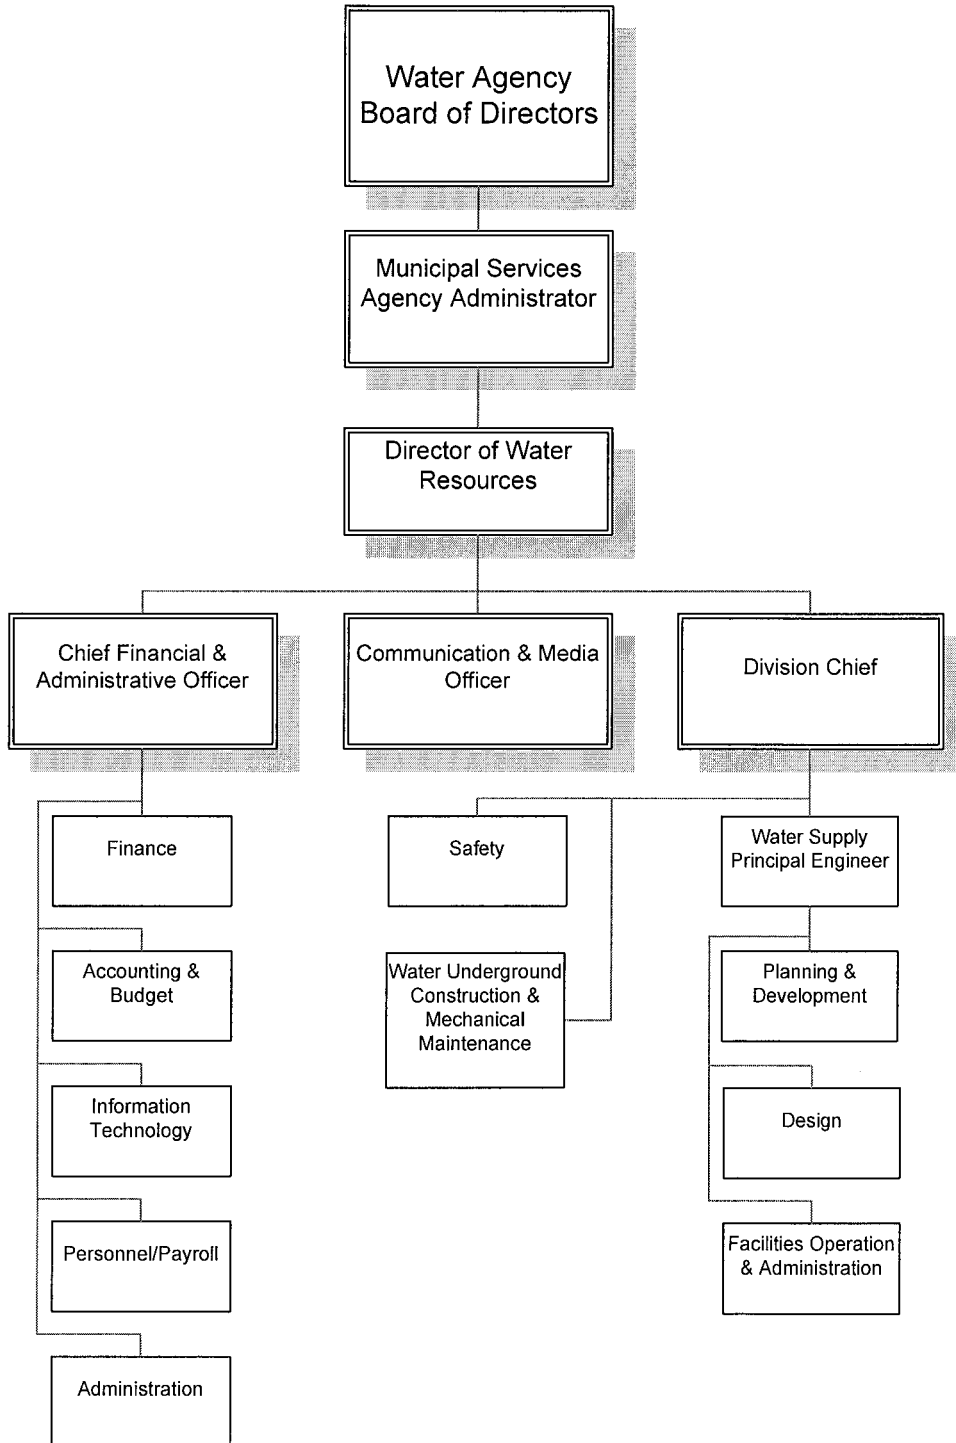 Water Agency
Board of Directors
Municipal Services
Agency Administrator
Director of Water
Resources
Chief Financial &
Administrative Officer
Communication & Media
Officer
Division Chief
Finance
Safety
Water Supply
Principal Engineer
Accounting &
Budget
Water Underground
Construction &
Mechanical
Maintenance
Planning &
Development
Information
Technology
Design
Personnel/Payroll
Facilities Operation
& Administration
Administration